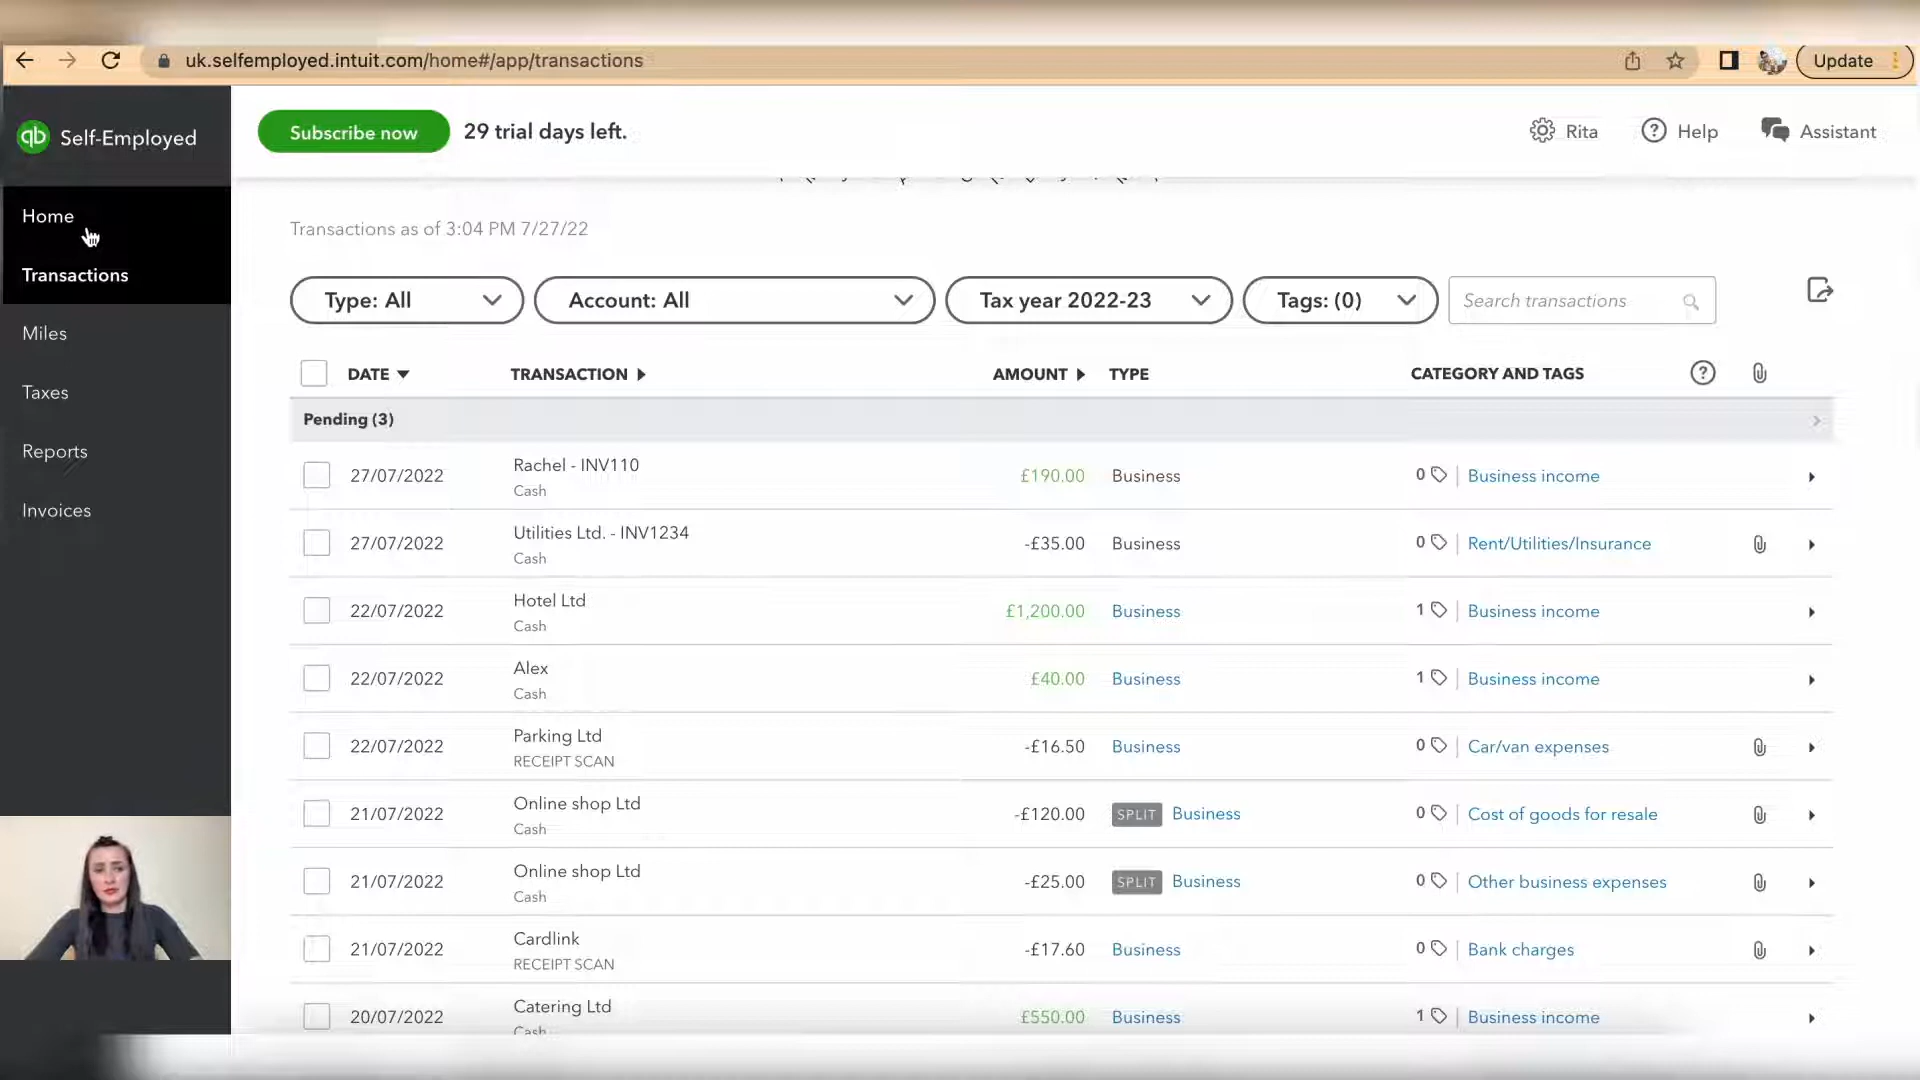 uk.selfemployed.intuit.com/home#/app/transactions
Update
qb Self-Employed
Subscribe now
29 trial days left.
Rita
Help
Assistant
Home
Transactions
Miles
Taxes
Reports
Invoices
Transactions as of 3:04 PM 7/27/22
Type: All
Account: All
Tax year 2022-23
Tags: (0)
Search transactions
DATE TRANSACTION AMOUNT TYPE CATEGORY AND TAGS ?
Pending (3)
27/07/2022 Rachel - INV110 £190.00 Business 0 Business income
Cash
27/07/2022 Utilities Ltd. - INV1234 -£35.00 Business 0 Rent/Utilities/Insurance
Cash
22/07/2022 Hotel Ltd £1,200.00 Business 1 Business income
Cash
22/07/2022 Alex £40.00 Business 1 Business income
Cash
22/07/2022 Parking Ltd -£16.50 Business 0 Car/van expenses
RECEIPT SCAN
21/07/2022 Online shop Ltd -£120.00 SPLIT Business 0 Cost of goods for resale
Cash
21/07/2022 Online shop Ltd -£25.00 SPLIT Business 0 Other business expenses
Cash
21/07/2022 Cardlink -£17.60 Business 0 Bank charges
RECEIPT SCAN
20/07/2022 Catering Ltd £550.00 Business 1 Business income
Cash